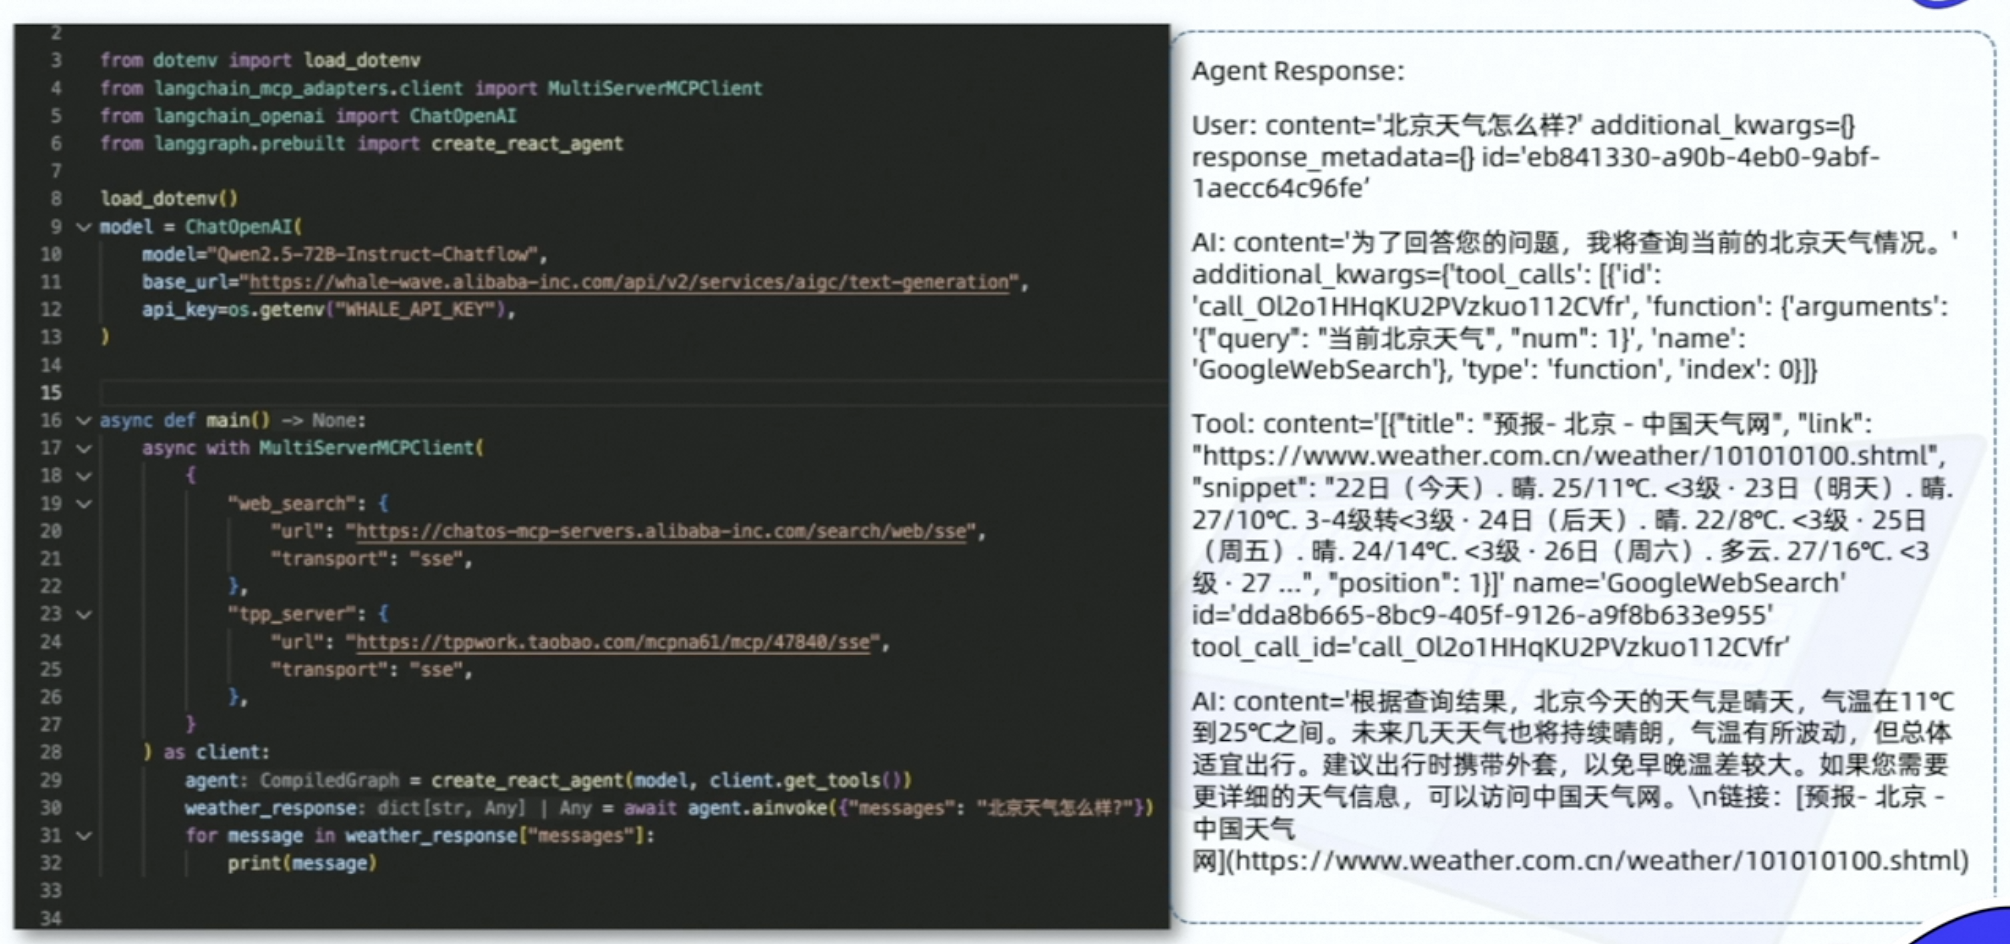 2
3 from dotenv import load_dotenv
4 from langchain_mcp_adapters.client import MultiServerMCPClient
5 from langchain_openai import ChatOpenAI
6 from langgraph.prebuilt import create_react_agent
7
8 load_dotenv()
9 model = ChatOpenAI(
10 model="Qwen2.5-72B-Instruct-Chatflow",
11 base_url="https://whale-wave.alibaba-inc.com/api/v2/services/aigc/text-generation",
12 api_key=os.getenv("WHALE_API_KEY"),
13 )
14
15
16 async def main() -> None:
17 async with MultiServerMCPClient(
18 {
19 "web_search": {
20 "url": "https://chatos-mcp-servers.alibaba-inc.com/search/web/sse",
21 "transport": "sse",
22 },
23 "tpp_server": {
24 "url": "https://tppwork.taobao.com/mcpna61/mcp/47840/sse",
25 "transport": "sse",
26 },
27 }
28 ) as client:
29 agent: CompiledGraph = create_react_agent(model, client.get_tools())
30 weather_response: dict[str, Any] | Any = await agent.ainvoke({"messages": "北京天气怎么样?"})
31 for message in weather_response["messages"]:
32 print(message)
33
34
Agent Response:
User: content='北京天气怎么样?' additional_kwargs={}
response_metadata={} id='eb841330-a90b-4eb0-9abf-
1aecc64c96fe'
AI: content='为了回答您的问题，我将查询当前的北京天气情况。'
additional_kwargs={'tool_calls': [{'id':
'call_Ol2o1HHqKU2PVzkuo112CVfr', 'function': {'arguments':
'{"query": "当前北京天气", "num": 1}', 'name':
'GoogleWebSearch'}, 'type': 'function', 'index': 0}]}
Tool: content='[{"title": "预报- 北京 - 中国天气网", "link":
"https://www.weather.com.cn/weather/101010100.shtml",
"snippet": "22日（今天）. 晴. 25/11℃. <3级 · 23日（明天）. 晴.
27/10℃. 3-4级转<3级 · 24日（后天）. 晴. 22/8℃. <3级 · 25日
（周五）. 晴. 24/14℃. <3级 · 26日（周六）. 多云. 27/16℃. <3
级 · 27 ...", "position": 1}]' name='GoogleWebSearch'
id='dda8b665-8bc9-405f-9126-a9f8b633e955'
tool_call_id='call_Ol2o1HHqKU2PVzkuo112CVfr'
AI: content='根据查询结果，北京今天的天气是晴天，气温在11℃
到25℃之间。未来几天天气也将持续晴朗，气温有所波动，但总体
适宜出行。建议出行时携带外套，以免早晚温差较大。如果您需要
更详细的天气信息，可以访问中国天气网。\n链接：[预报- 北京 -
中国天气
网](https://www.weather.com.cn/weather/101010100.shtml)